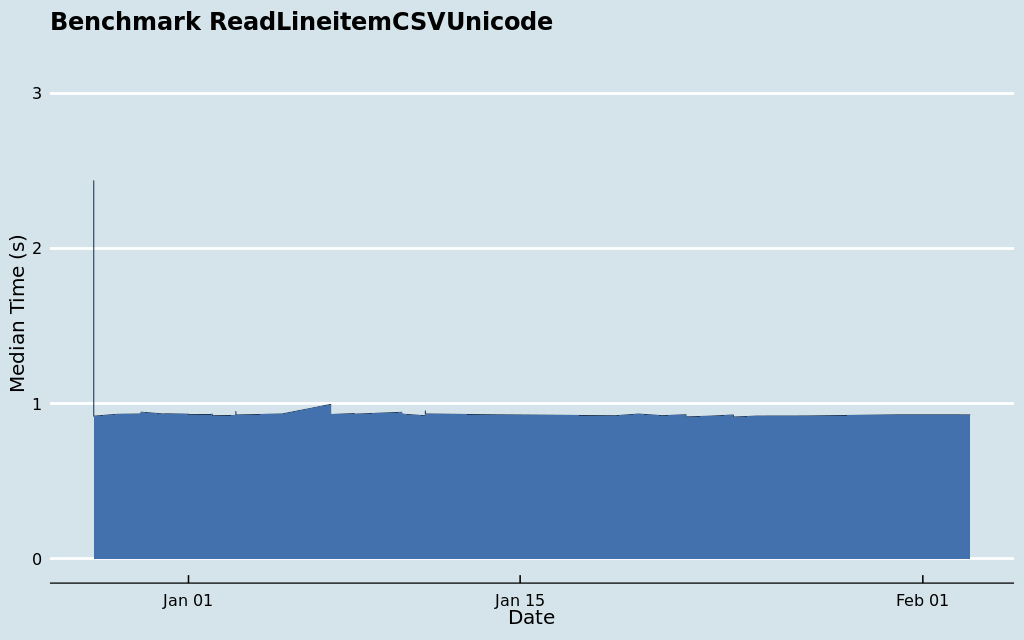 Benchmark ReadLineitemCSVUnicode
3
2
1
0
Median Time (s)
Jan 01
Jan 15
Feb 01
Date